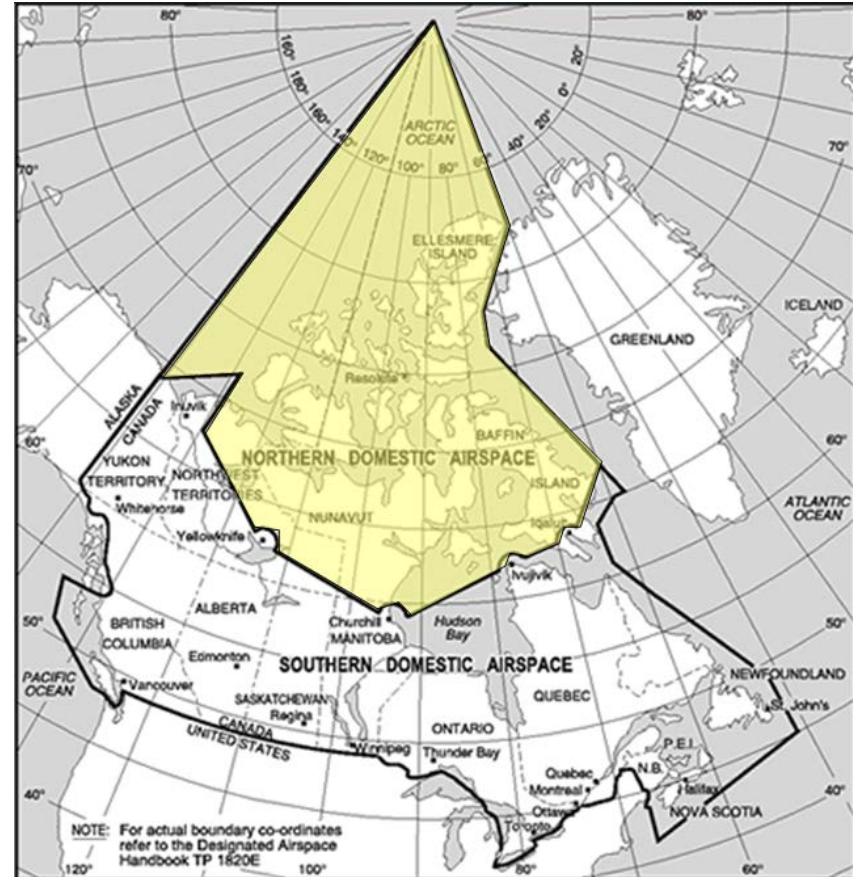 80°
80°
160°
180°
160°
140°
120°
100°
80°
60°
40°
20°
0°
20°
ARCTIC
OCEAN
70°
70°
ELLESMERE
ISLAND
ICELAND
GREENLAND
Resolute
ALASKA
CANADA
Inuvik
60°
60°
BAFFIN
ISLAND
NORTHERN DOMESTIC AIRSPACE
YUKON
TERRITORY
NORTHWEST
TERRITORIES
Whitehorse
NUNAVUT
Iqaluit
ATLANTIC
OCEAN
Yellowknife
Ivujivik
50°
50°
BRITISH
COLUMBIA
ALBERTA
Churchill
MANITOBA
Hudson
Bay
Edmonton
SOUTHERN DOMESTIC AIRSPACE
PACIFIC
OCEAN
Vancouver
SASKATCHEWAN
Regina
QUEBEC
NEWFOUNDLAND
St. John's
CANADA
UNITED STATES
ONTARIO
Winnipeg
Thunder Bay
P.E.I.
N.B.
Quebec
Montreal
Ottawa
Toronto
Halifax
NOVA SCOTIA
40°
40°
NOTE: For actual boundary co-ordinates
refer to the Designated Airspace
Handbook TP 1820E
120°
100°
80°
60°